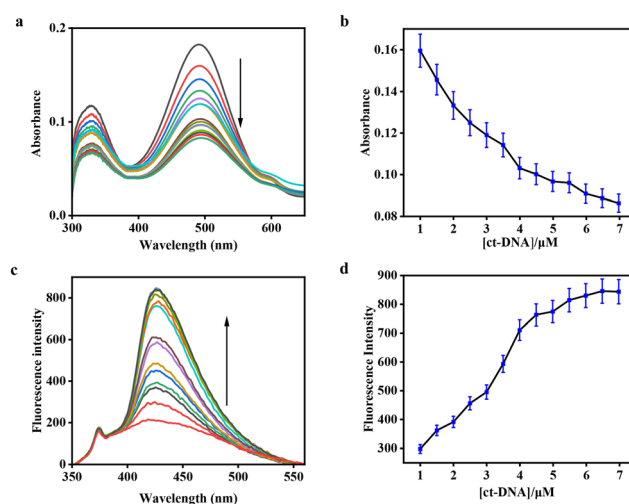 a
0.2
0.1
0.0
300
400
500
600
Absorbance
Wavelength (nm)
b
0.16
0.14
0.12
0.10
0.08
1 2 3 4 5 6 7
Absorbance
[ct-DNA]/µM
c
800
600
400
200
0
350
400
450
500
550
Fluorescence intensity
Wavelength (nm)
d
900
800
700
600
500
400
300
200
1 2 3 4 5 6 7
Fluorescence Intensity
[ct-DNA]/µM